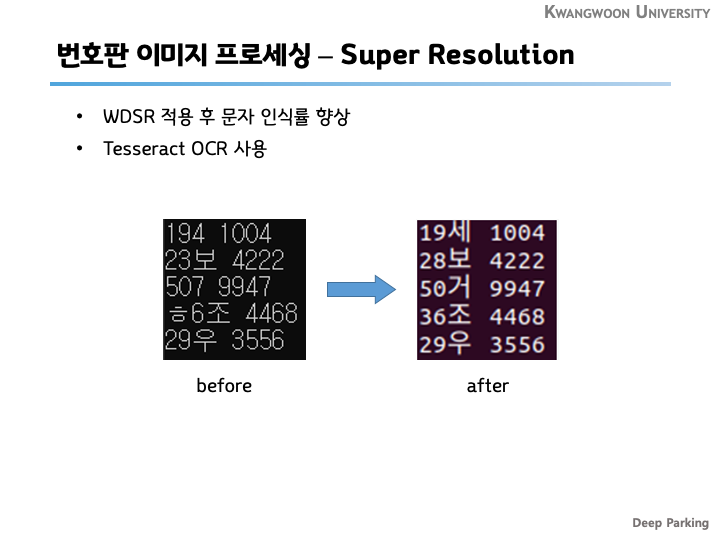 KWANGWOON UNIVERSITY
번호판 이미지 프로세싱 – Super Resolution
• WDSR 적용 후 문자 인식률 향상
• Tesseract OCR 사용
194 1004
23보 4222
507 9947
ㅎ6조 4468
29우 3556
before
19세 1004
28보 4222
50거 9947
36조 4468
29우 3556
after
Deep Parking